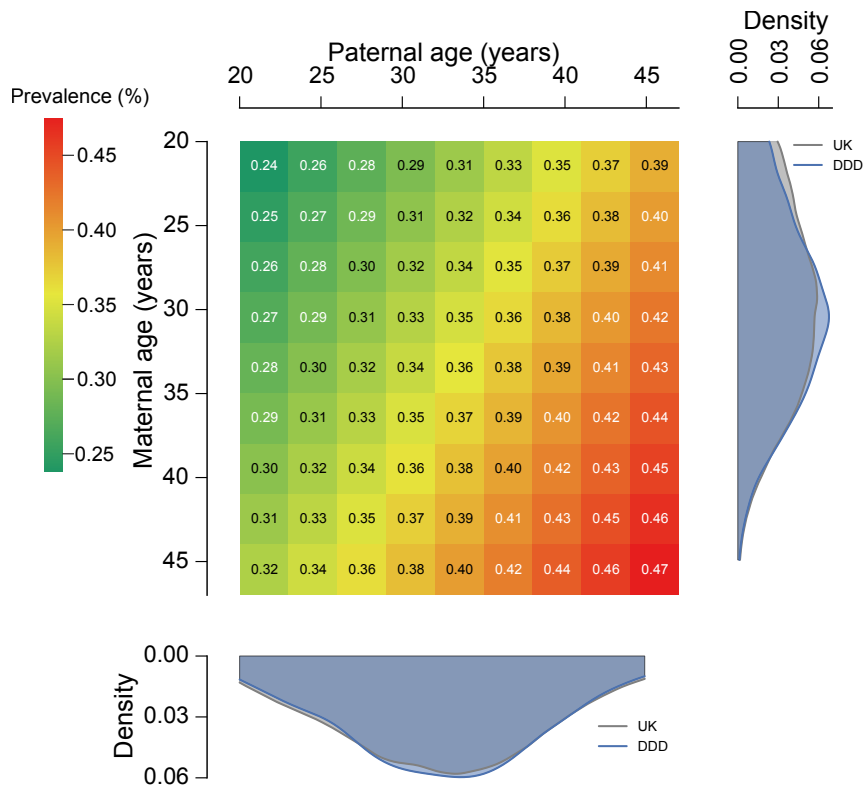 Density
0.00 0.03 0.06
Paternal age (years)
20 25 30 35 40 45
Prevalence (%)
0.45
0.40
0.35
0.30
0.25
Maternal age (years)
20
25
30
35
40
45
0.24 0.26 0.28 0.29 0.31 0.33 0.35 0.37 0.39
0.25 0.27 0.29 0.31 0.32 0.34 0.36 0.38 0.40
0.26 0.28 0.30 0.32 0.34 0.35 0.37 0.39 0.41
0.27 0.29 0.31 0.33 0.35 0.36 0.38 0.40 0.42
0.28 0.30 0.32 0.34 0.36 0.38 0.39 0.41 0.43
0.29 0.31 0.33 0.35 0.37 0.39 0.40 0.42 0.44
0.30 0.32 0.34 0.36 0.38 0.40 0.42 0.43 0.45
0.31 0.33 0.35 0.37 0.39 0.41 0.43 0.45 0.46
0.32 0.34 0.36 0.38 0.40 0.42 0.44 0.46 0.47
UK
DDD
Density
0.00
0.03
0.06
UK
DDD